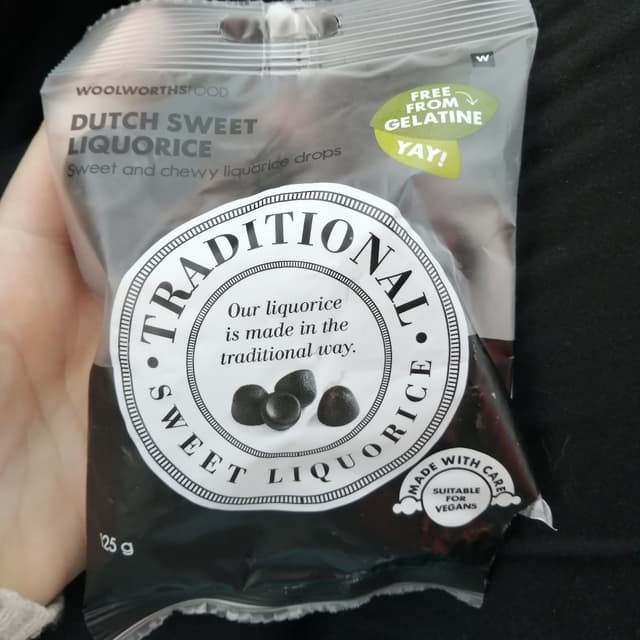 W
WOOLWORTHSFOOD
DUTCH SWEET
LIQUORICE
Sweet and chewy liquorice drops
FREE
FROM
GELATINE
YAY!
TRADITIONAL
Our liquorice
is made in the
traditional way.
SWEET LIQUORICE
MADE WITH CARE
SUITABLE
FOR
VEGANS
125 g